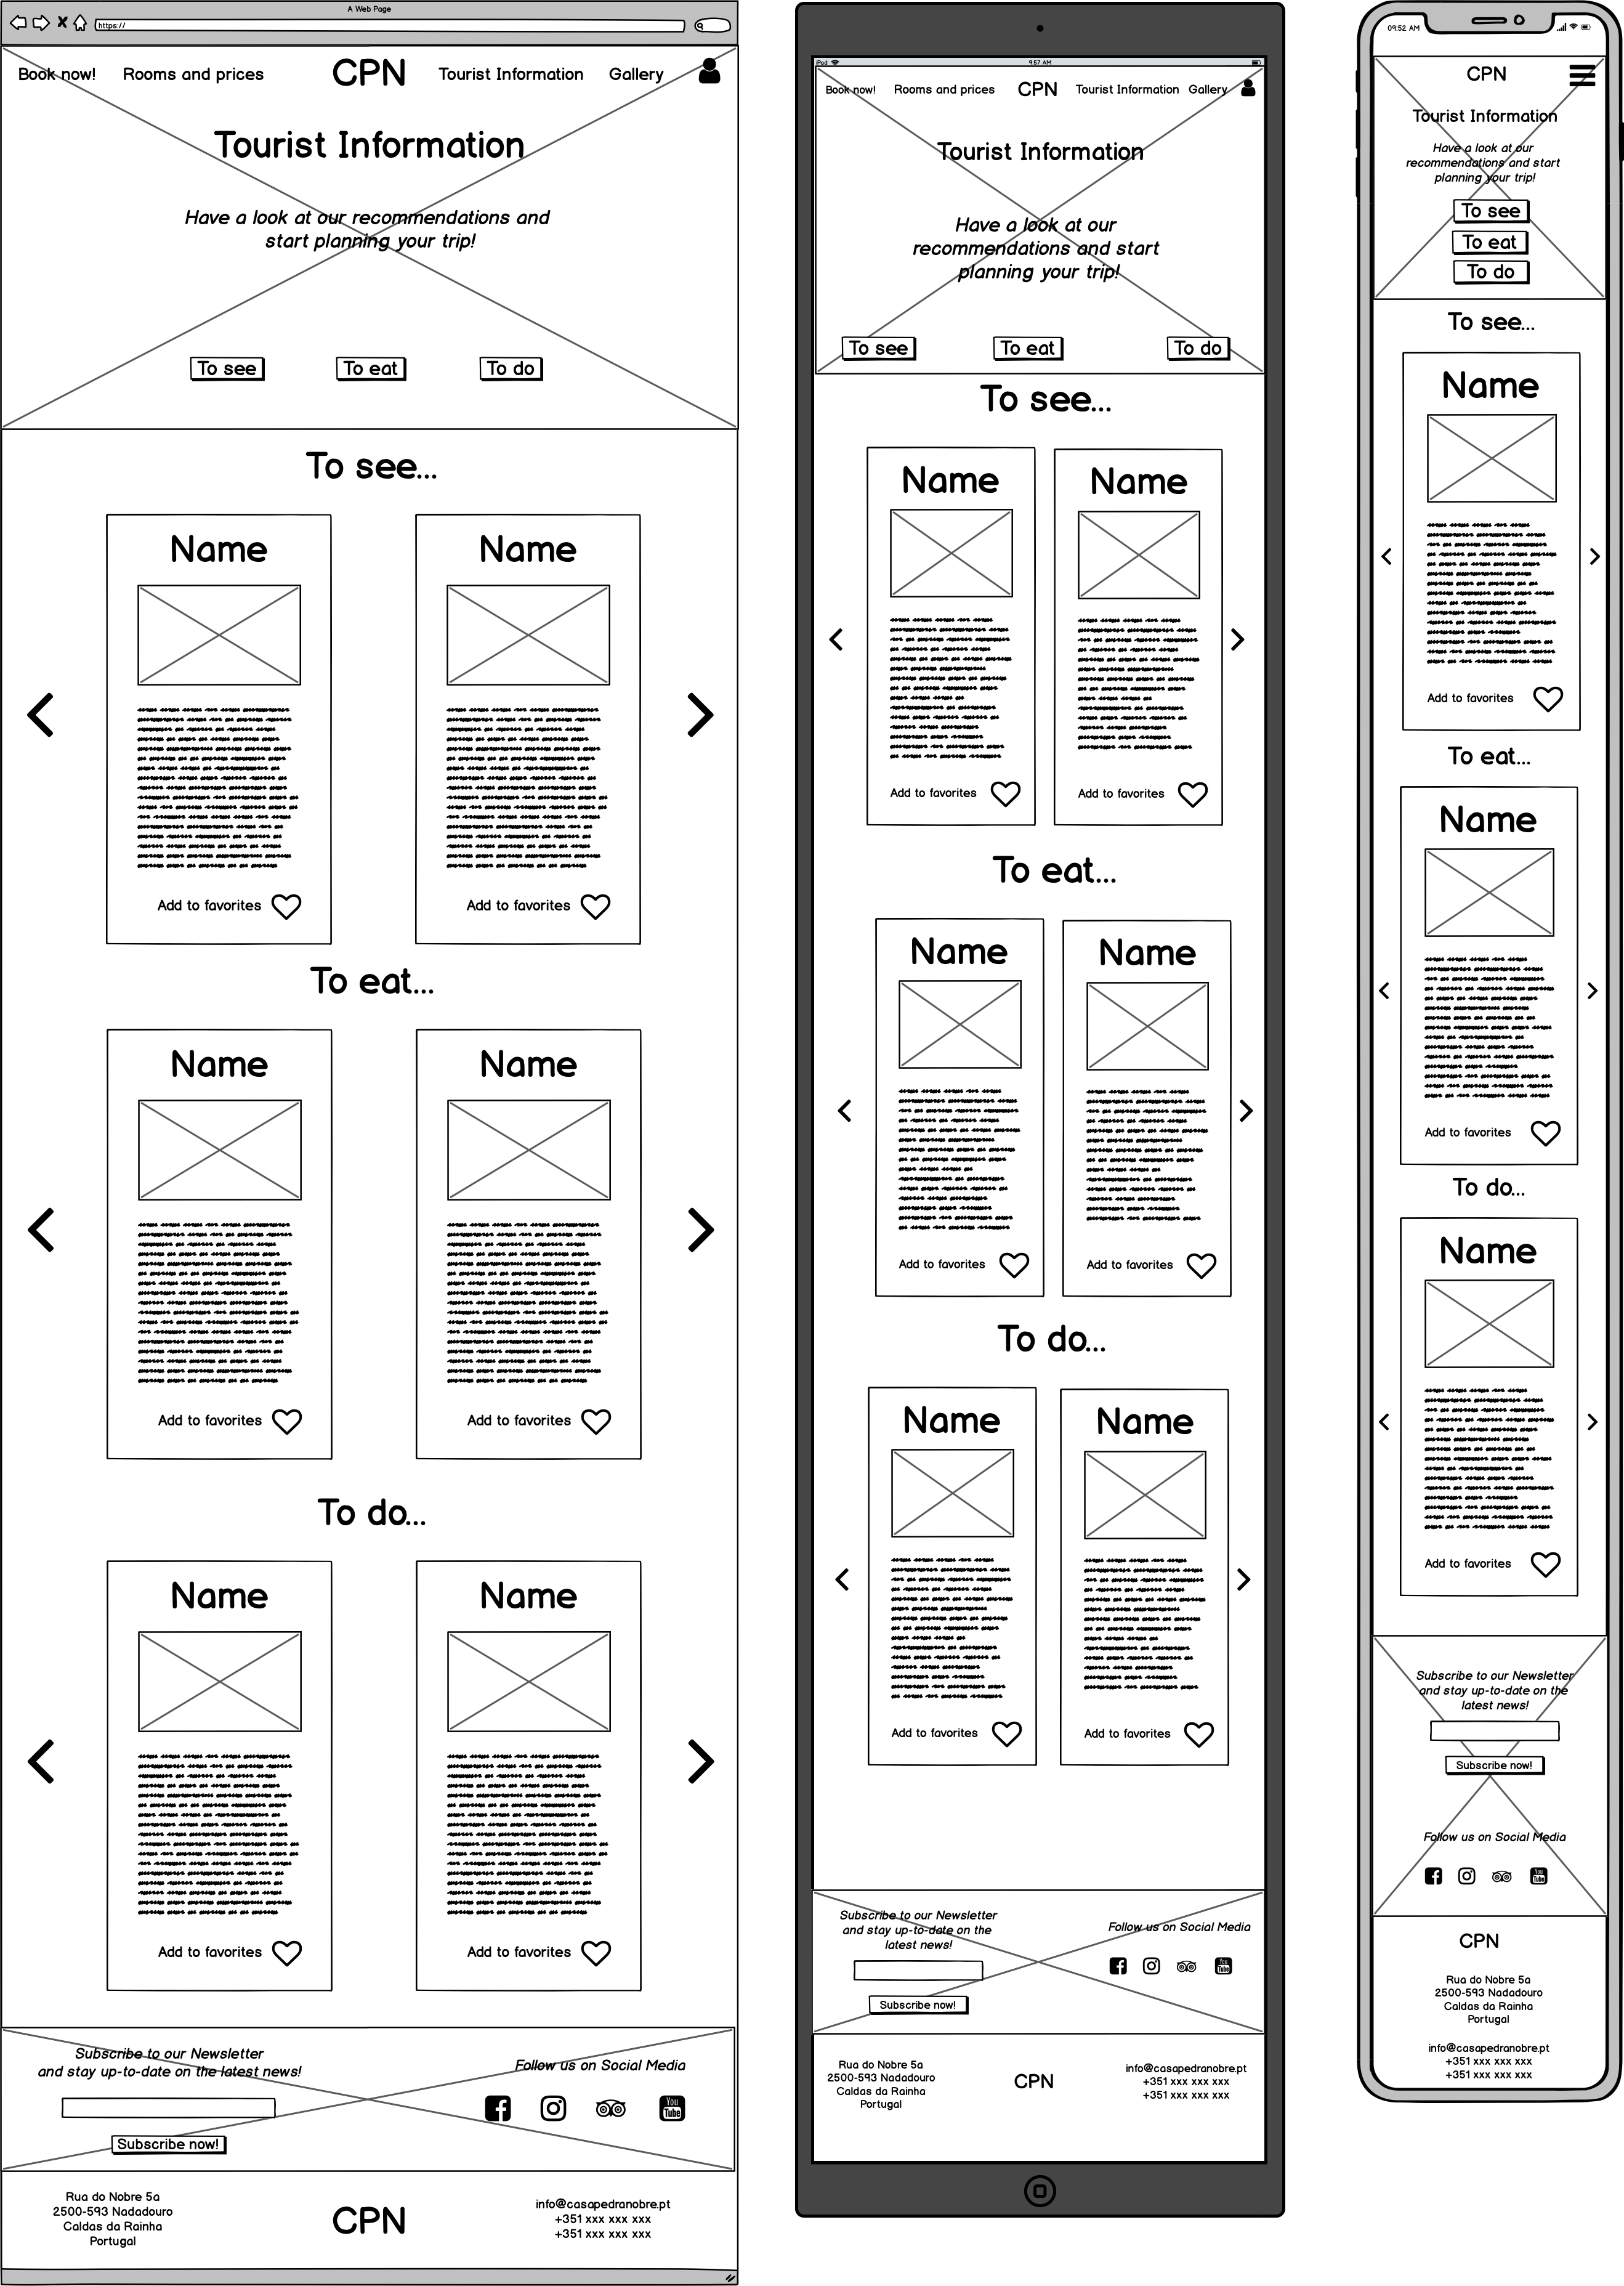 A Web Page
https://
Book now! Rooms and prices CPN Tourist Information Gallery
Tourist Information
Have a look at our recommendations and
start planning your trip!
To see To eat To do
To see...
Name Name
Add to favorites Add to favorites
To eat...
Name Name
Add to favorites Add to favorites
To do...
Name Name
Add to favorites Add to favorites
Subscribe to our Newsletter
and stay up-to-date on the latest news!
Subscribe now!
Follow us on Social Media
You
Tube
Rua do Nobre 5a
2500-593 Nadadouro
Caldas da Rainha
Portugal
CPN
info@casapedranobre.pt
+351 xxx xxx xxx
+351 xxx xxx xxx
iPad 9:57 AM
Book now! Rooms and prices CPN Tourist Information Gallery
Tourist Information
Have a look at our
recommendations and start
planning your trip!
To see To eat To do
To see...
Name Name
Add to favorites Add to favorites
To eat...
Name Name
Add to favorites Add to favorites
To do...
Name Name
Add to favorites Add to favorites
Subscribe to our Newsletter
and stay up-to-date on the
latest news!
Subscribe now!
Follow us on Social Media
You
Tube
Rua do Nobre 5a
2500-593 Nadadouro
Caldas da Rainha
Portugal
CPN
info@casapedranobre.pt
+351 xxx xxx xxx
+351 xxx xxx xxx
09:52 AM
CPN
Tourist Information
Have a look at our
recommendations and start
planning your trip!
To see
To eat
To do
To see...
Name
Add to favorites
To eat...
Name
Add to favorites
To do...
Name
Add to favorites
Subscribe to our Newsletter
and stay up-to-date on the
latest news!
Subscribe now!
Follow us on Social Media
You
Tube
CPN
Rua do Nobre 5a
2500-593 Nadadouro
Caldas da Rainha
Portugal
info@casapedranobre.pt
+351 xxx xxx xxx
+351 xxx xxx xxx